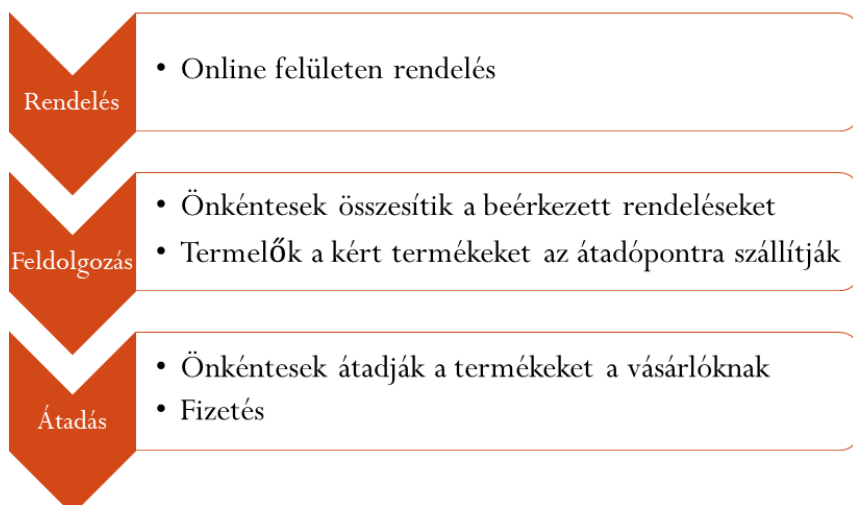 Rendelés
• Online felületen rendelés
Feldolgozás
• Önkéntesek összesítik a beérkezett rendeléseket
• Termelők a kért termékeket az átadópontra szállítják
Átadás
• Önkéntesek átadják a termékeket a vásárlóknak
• Fizetés